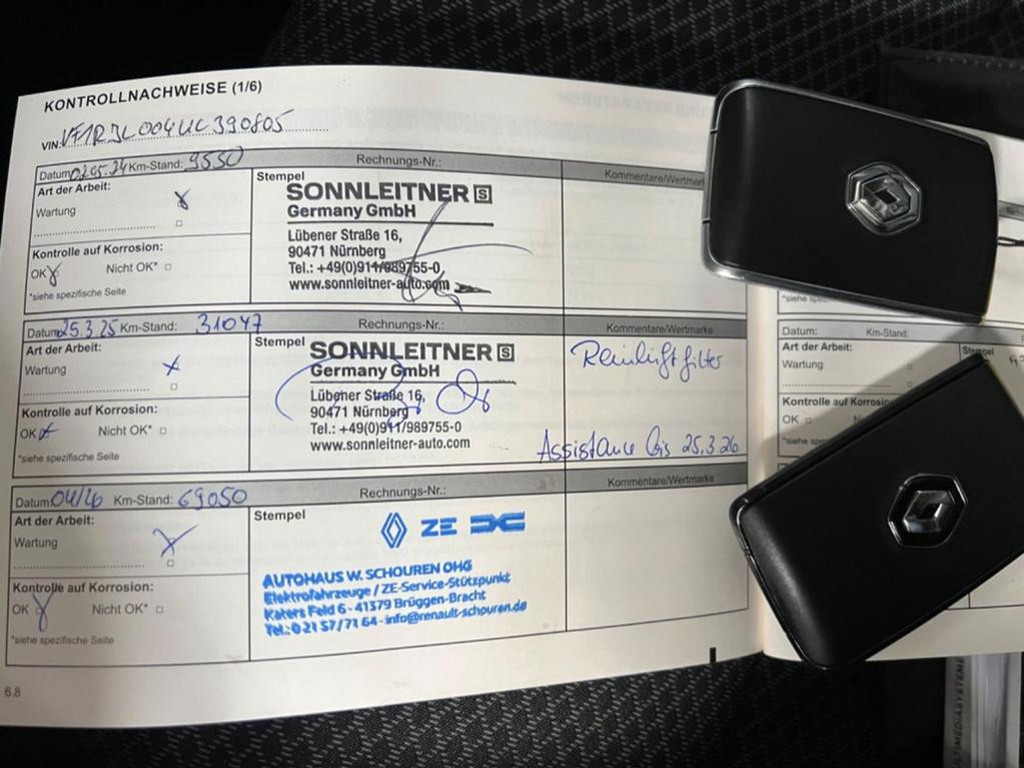 KONTROLLNACHWEISE (1/6)
VIN: VF1RJL004UC390805
Datum: 02.05.24 Km-Stand: 9550 Rechnungs-Nr.:
Art der Arbeit:
Wartung
Kontrolle auf Korrosion:
OK Nicht OK*
*siehe spezifische Seite
Stempel
SONNLEITNER S
Germany GmbH
Lübener Straße 16,
90471 Nürnberg
Tel.: +49(0)911/989755-0
www.sonnleitner-auto.com
Kommentare/Wertmark
Datum: 25.3.25 Km-Stand: 31047 Rechnungs-Nr.:
Art der Arbeit:
Wartung
Kontrolle auf Korrosion:
OK Nicht OK*
*siehe spezifische Seite
Stempel
SONNLEITNER S
Germany GmbH
Lübener Straße 16,
90471 Nürnberg
Tel.: +49(0)911/989755-0
www.sonnleitner-auto.com
Kommentare/Wertmarke
Reinluftfilter
Assistance bis 25.3.26
Datum: 04/26 Km-Stand: 69050 Rechnungs-Nr.:
Art der Arbeit:
Wartung
Kontrolle auf Korrosion:
OK Nicht OK*
*siehe spezifische Seite
Stempel
ZE
AUTOHAUS W. SCHOUREN OHG
Elektrofahrzeuge / ZE-Service-Stützpunkt
Katers Feld 6 - 41379 Brüggen-Bracht
Tel.: 0 21 57/71 64 - info@renault-schouren.de
Kommentare/Wertmarke
6.8
*siehe spez
Datum: Km-Stand:
Art der Arbeit:
Wartung
Kontrolle auf Korrosion
OK
*siehe spe
Stempel